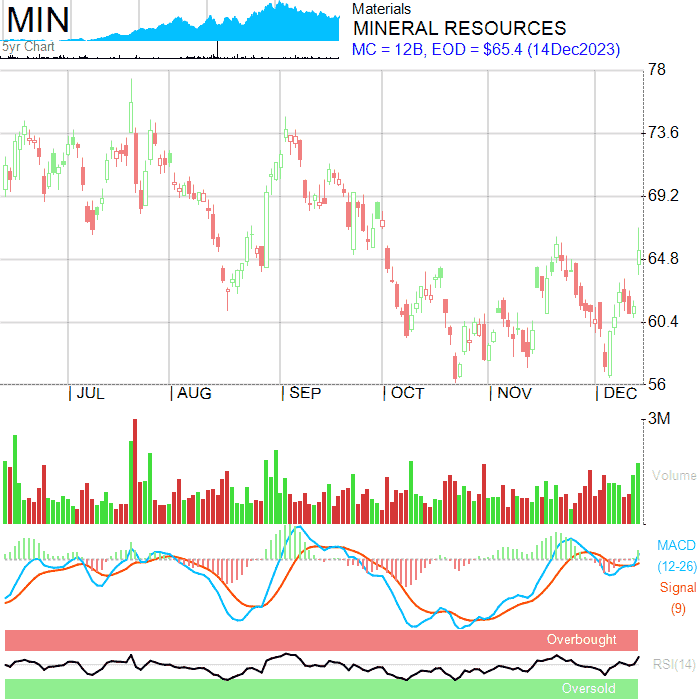 MIN
5yr Chart
Materials
MINERAL RESOURCES
MC = 12B, EOD = $65.4 (14Dec2023)
78
73.6
69.2
64.8
60.4
56
JUL AUG SEP OCT NOV DEC
3M
Volume
MACD
(12-26)
Signal
(9)
Overbought
RSI(14)
Oversold